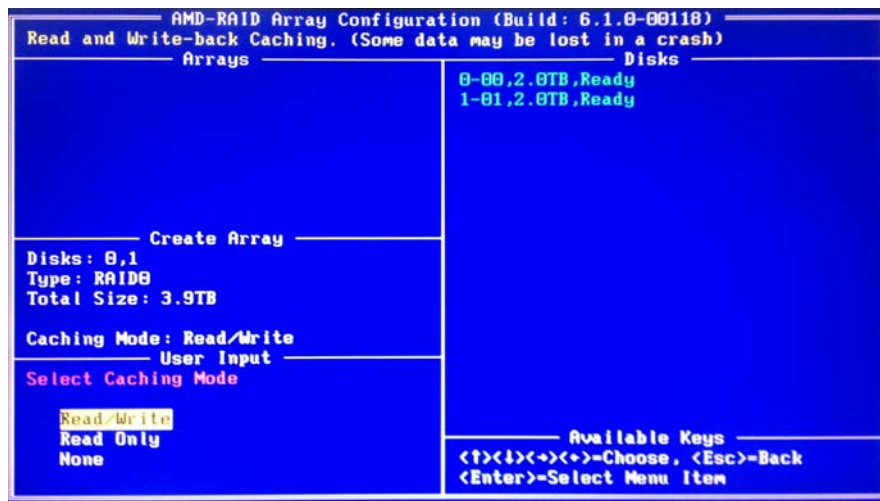 AMD-RAID Array Configuration (Build: 6.1.0-00118)
Read and Write-back Caching. (Some data may be lost in a crash)
Arrays
Create Array
Disks: 0,1
Type: RAID0
Total Size: 3.9TB
Caching Mode: Read/Write
User Input
Select Caching Mode
Read/Write
Read Only
None
Disks
0-00,2.0TB,Ready
1-01,2.0TB,Ready
Available Keys
<↑><↓><→><←>=Choose, <Esc>=Back
<Enter>=Select Menu Item